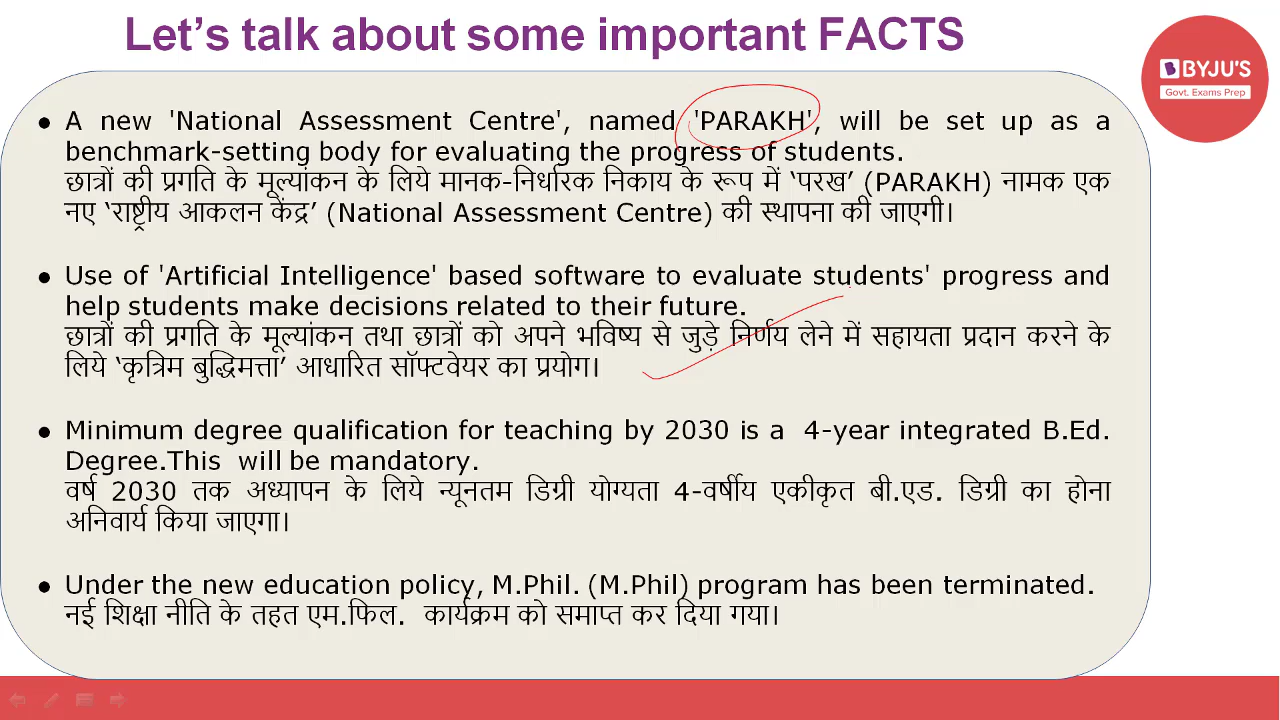 Let's talk about some important FACTS
BYJU'S
Govt. Exams Prep
● A new 'National Assessment Centre', named 'PARAKH', will be set up as a
benchmark-setting body for evaluating the progress of students.
छात्रों की प्रगति के मूल्यांकन के लिये मानक-निर्धारक निकाय के रूप में ‘परख’ (PARAKH) नामक एक
नए ‘राष्ट्रीय आकलन केंद्र’ (National Assessment Centre) की स्थापना की जाएगी।
● Use of 'Artificial Intelligence' based software to evaluate students' progress and
help students make decisions related to their future.
छात्रों की प्रगति के मूल्यांकन तथा छात्रों को अपने भविष्य से जुड़े निर्णय लेने में सहायता प्रदान करने के
लिये ‘कृत्रिम बुद्धिमत्ता’ आधारित सॉफ्टवेयर का प्रयोग।
● Minimum degree qualification for teaching by 2030 is a 4-year integrated B.Ed.
Degree.This will be mandatory.
वर्ष 2030 तक अध्यापन के लिये न्यूनतम डिग्री योग्यता 4-वर्षीय एकीकृत बी.एड. डिग्री का होना
अनिवार्य किया जाएगा।
● Under the new education policy, M.Phil. (M.Phil) program has been terminated.
नई शिक्षा नीति के तहत एम.फिल. कार्यक्रम को समाप्त कर दिया गया।